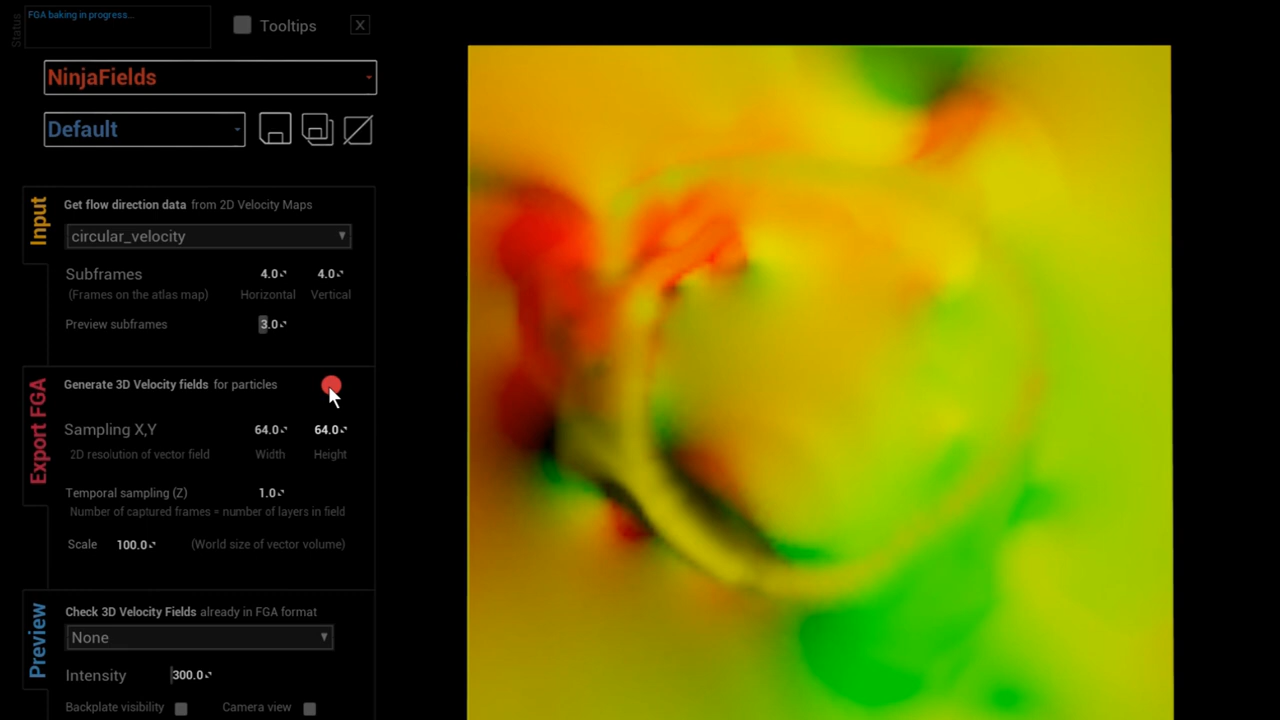 Status
FGA baking in progress...
Tooltips
X
NinjaFields
Default
Input
Get flow direction data from 2D Velocity Maps
circular_velocity
Subframes 4.0 4.0
(Frames on the atlas map) Horizontal Vertical
Preview subframes 3.0
Export FGA
Generate 3D Velocity fields for particles
Sampling X,Y 64.0 64.0
2D resolution of vector field Width Height
Temporal sampling (Z) 1.0
Number of captured frames = number of layers in field
Scale 100.0 (World size of vector volume)
Preview
Check 3D Velocity Fields already in FGA format
None
Intensity 300.0
Backplate visibility Camera view